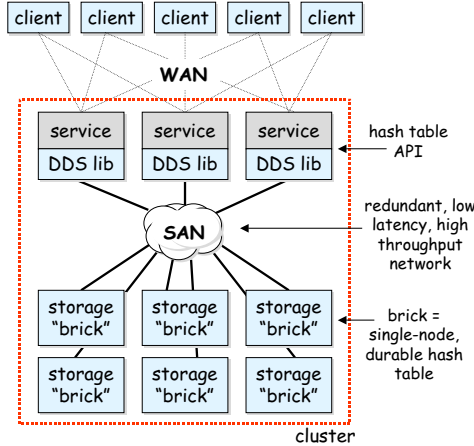 client client client client client
WAN
service service service
DDS lib DDS lib DDS lib
hash table
API
SAN
redundant, low
latency, high
throughput
network
storage storage storage
“brick” “brick” “brick”
brick =
single-node,
durable hash
table
storage storage storage
“brick” “brick” “brick”
cluster